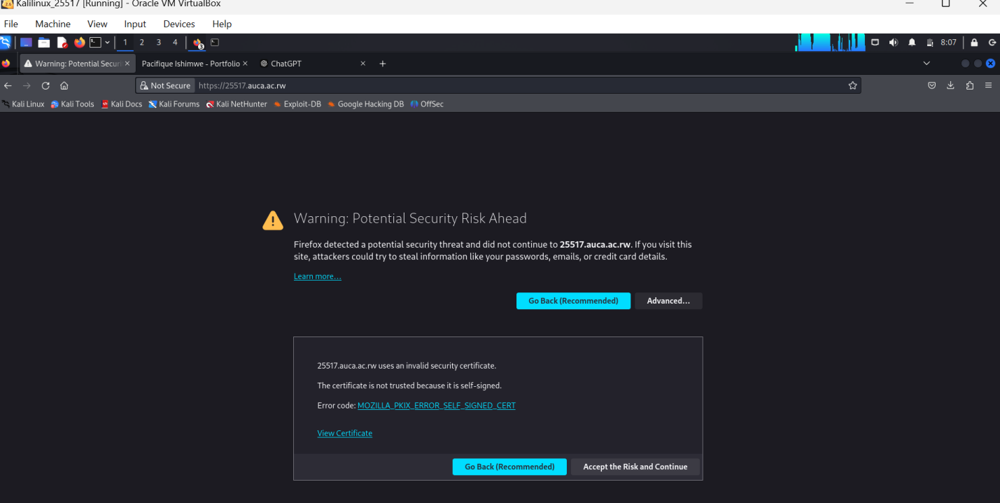 Kalilinux_25517 [Running] - Oracle VM VirtualBox
File Machine View Input Devices Help
1 2 3 4 3 8:07
Warning: Potential Securi Pacifique Ishimwe - Portfolio ChatGPT
Not Secure https://25517.auca.ac.rw
Kali Linux Kali Tools Kali Docs Kali Forums Kali NetHunter Exploit-DB Google Hacking DB OffSec
Warning: Potential Security Risk Ahead
Firefox detected a potential security threat and did not continue to 25517.auca.ac.rw. If you visit this
site, attackers could try to steal information like your passwords, emails, or credit card details.
Learn more…
Go Back (Recommended) Advanced…
25517.auca.ac.rw uses an invalid security certificate.
The certificate is not trusted because it is self-signed.
Error code: MOZILLA_PKIX_ERROR_SELF_SIGNED_CERT
View Certificate
Go Back (Recommended) Accept the Risk and Continue